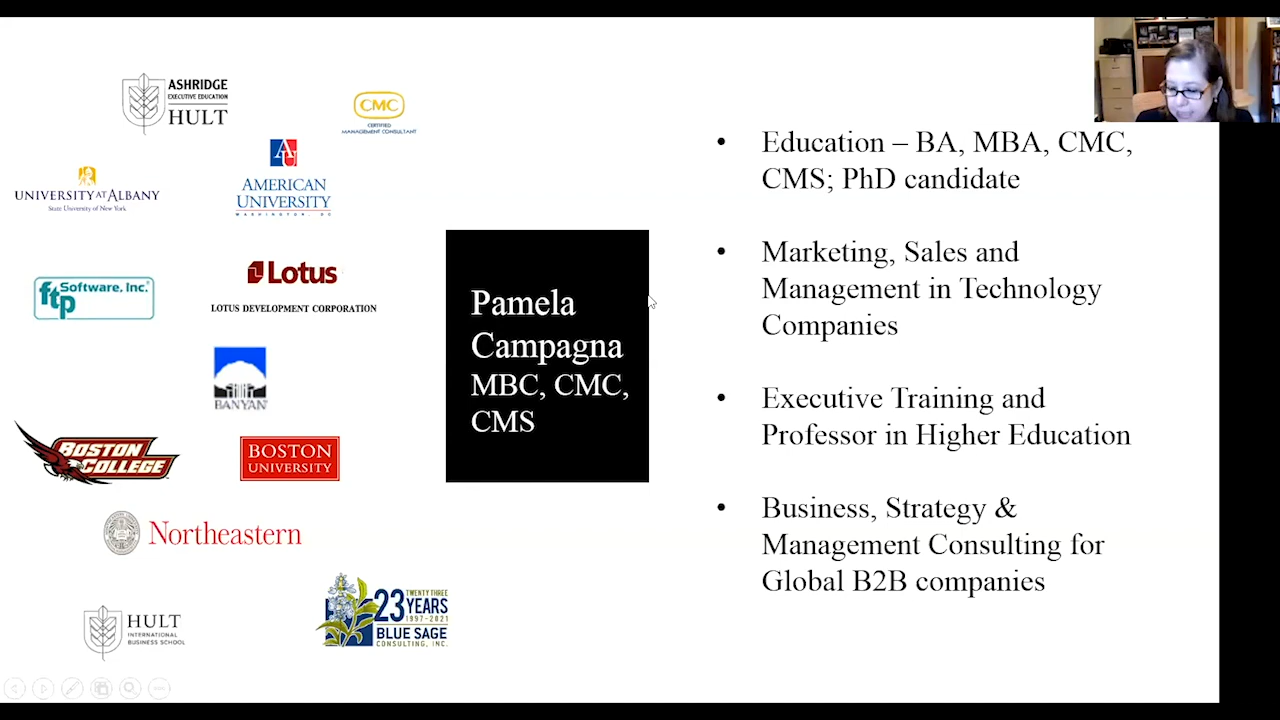 ASHRIDGE
EXECUTIVE EDUCATION
HULT
CMC
CERTIFIED
MANAGEMENT CONSULTANT
AU
AMERICAN
UNIVERSITY
WASHINGTON, DC
UNIVERSITY AT ALBANY
State University of New York
ftp Software, Inc.
Lotus
LOTUS DEVELOPMENT CORPORATION
BANYAN
BOSTON
COLLEGE
BOSTON
UNIVERSITY
Northeastern
HULT
INTERNATIONAL
BUSINESS SCHOOL
TWENTY THREE
23 YEARS
1997-2021
BLUE SAGE
CONSULTING, INC.
Pamela
Campagna
MBC, CMC,
CMS
• Education – BA, MBA, CMC,
CMS; PhD candidate
• Marketing, Sales and
Management in Technology
Companies
• Executive Training and
Professor in Higher Education
• Business, Strategy &
Management Consulting for
Global B2B companies